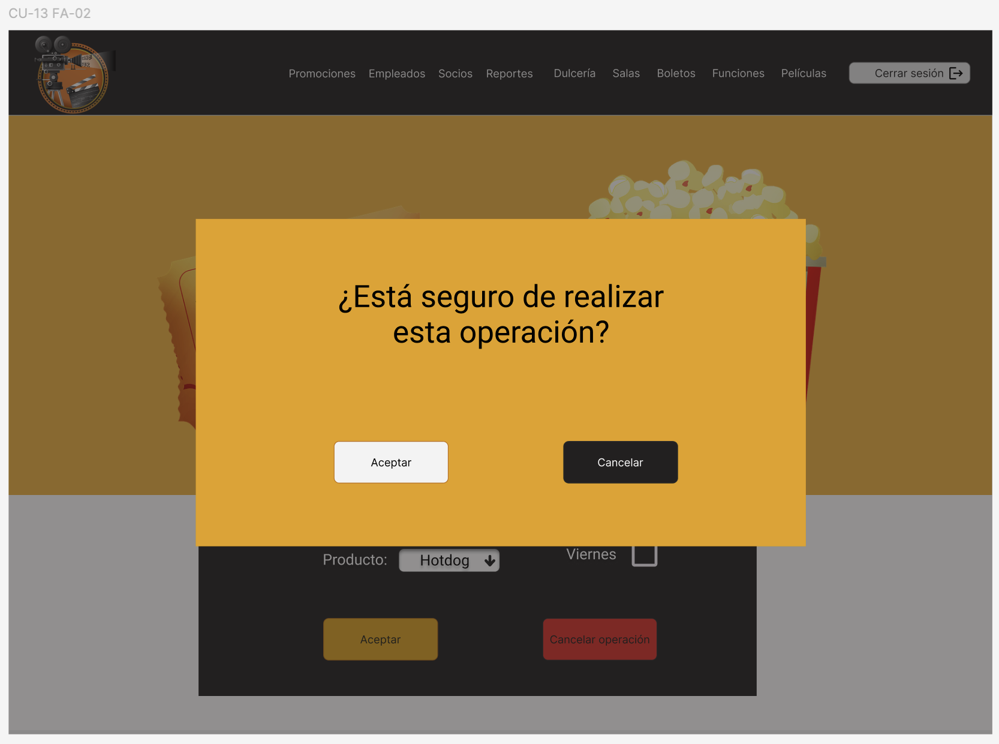 CU-13 FA-02
Promociones Empleados Socios Reportes Dulcería Salas Boletos Funciones Películas Cerrar sesión
¿Está seguro de realizar
esta operación?
Aceptar Cancelar
Producto: Hotdog Viernes
Aceptar Cancelar operación